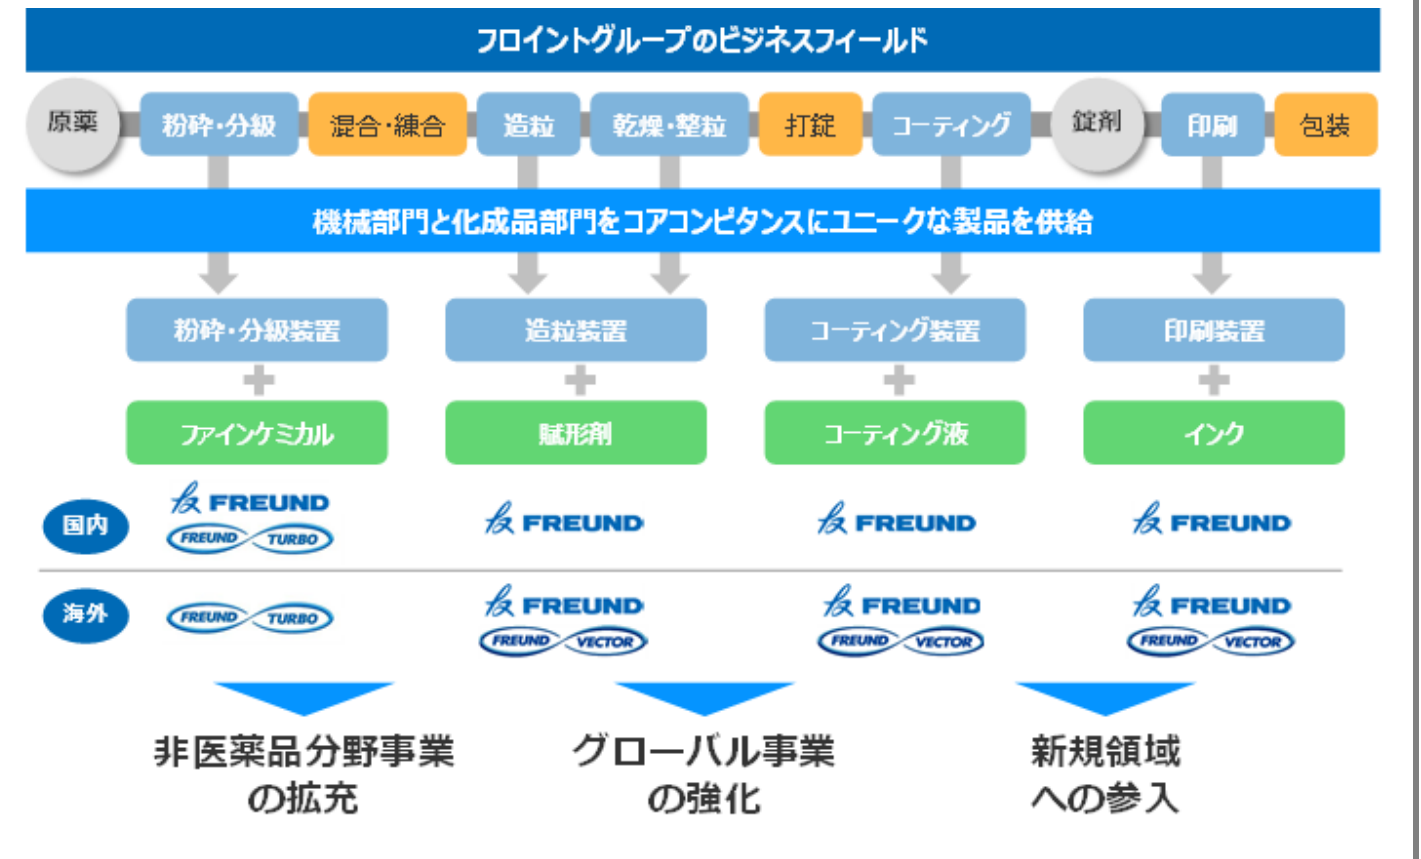 フロイントグループのビジネスフィールド
原薬 粉砕・分級 混合・練合 造粒 乾燥・整粒 打錠 コーティング 錠剤 印刷 包装
機械部門と化成品部門をコアコンピタンスにユニークな製品を供給
粉砕・分級装置 造粒装置 コーティング装置 印刷装置
ファインケミカル 賦形剤 コーティング液 インク
国内
FREUND
FREUND TURBO
FREUND
FREUND
FREUND
海外
FREUND TURBO
FREUND
FREUND VECTOR
FREUND
FREUND VECTOR
FREUND
FREUND VECTOR
非医薬品分野事業
の拡充
グローバル事業
の強化
新規領域
への参入